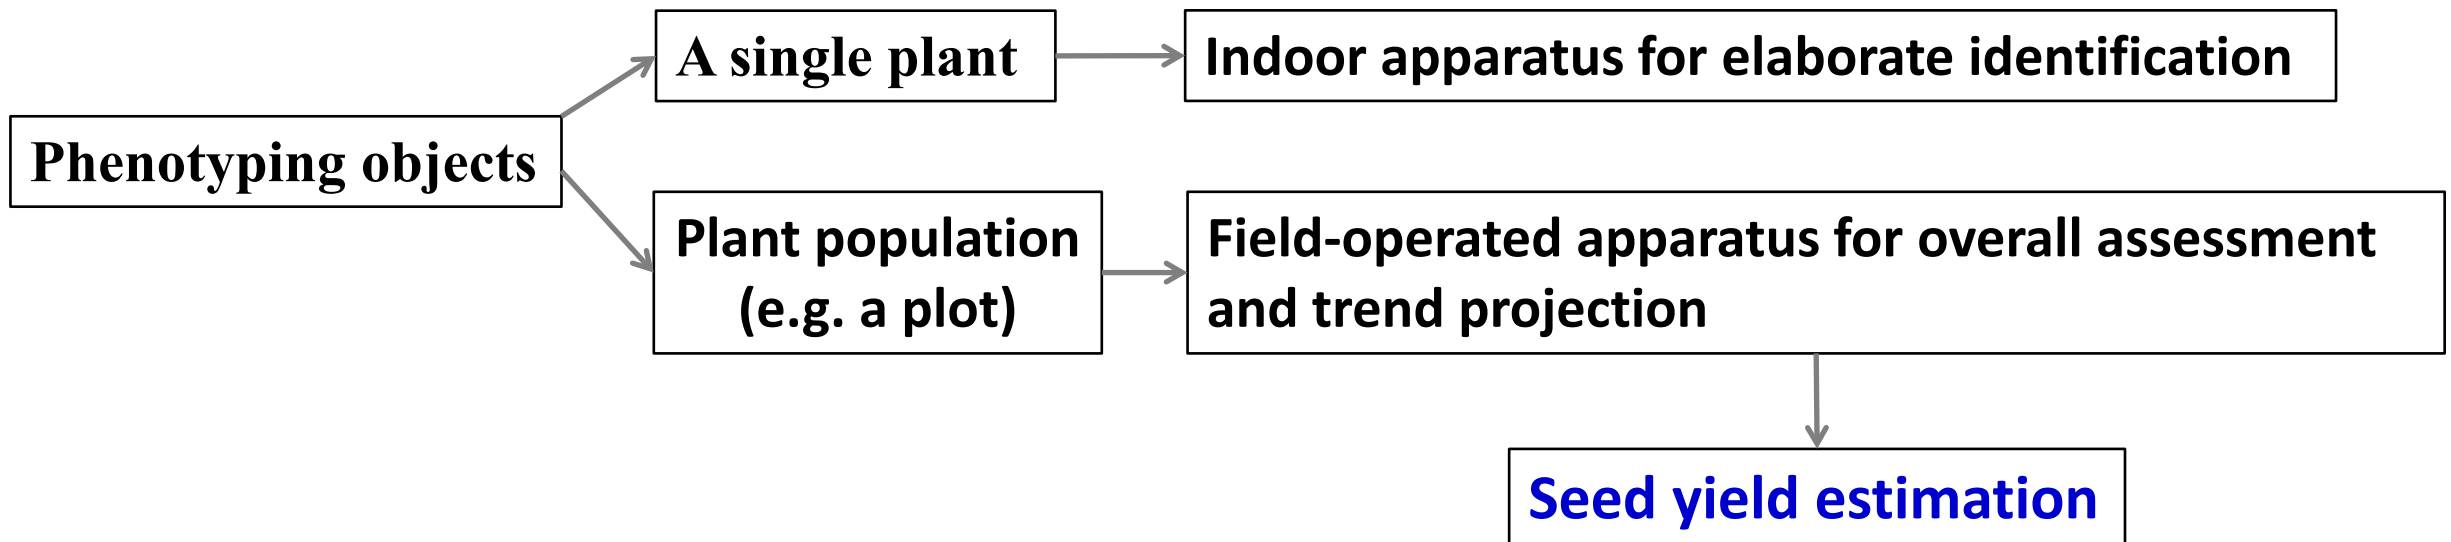 A single plant
Indoor apparatus for elaborate identification
Phenotyping objects
Plant population
(e.g. a plot)
Field-operated apparatus for overall assessment
and trend projection
Seed yield estimation